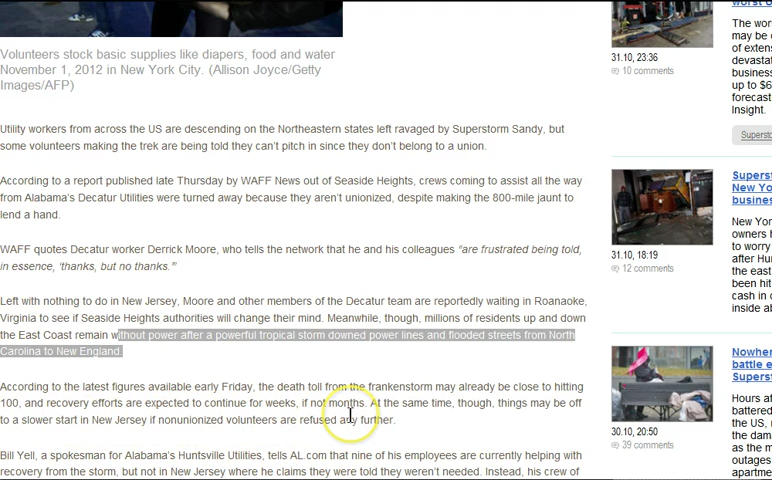 Volunteers stock basic supplies like diapers, food and water
November 1, 2012 in New York City. (Allison Joyce/Getty
Images/AFP)
Utility workers from across the US are descending on the Northeastern states left ravaged by Superstorm Sandy, but
some volunteers making the trek are being told they can't pitch in since they don't belong to a union.
According to a report published late Thursday by WAFF News out of Seaside Heights, crews coming to assist all the way
from Alabama's Decatur Utilities were turned away because they aren't unionized, despite making the 800-mile jaunt to
lend a hand.
WAFF quotes Decatur worker Derrick Moore, who tells the network that he and his colleagues “are frustrated being told,
in essence, ‘thanks, but no thanks.’”
Left with nothing to do in New Jersey, Moore and other members of the Decatur team are reportedly waiting in Roanoake,
Virginia to see if Seaside Heights authorities will change their mind. Meanwhile, though, millions of residents up and down
the East Coast remain without power after a powerful tropical storm downed power lines and flooded streets from North
Carolina to New England.
According to the latest figures available early Friday, the death toll from the frankenstorm may already be close to hitting
100, and recovery efforts are expected to continue for weeks, if not months. At the same time, though, things may be off
to a slower start in New Jersey if nonunionized volunteers are refused any further.
Bill Yell, a spokesman for Alabama's Huntsville Utilities, tells AL.com that nine of his employees are currently helping with
recovery from the storm, but not in New Jersey where he claims they were told they weren't needed. Instead, his crew of
31.10, 23:36
10 comments
worst
The wor
may be
of exten
devasta
business
up to $6
forecast
Insight.
Supersto
31.10, 18:19
12 comments
Superst
New Yo
busines
New Yor
owners h
to worry
after Hur
the east
been hit
cash in
inside ab
30.10, 20:50
39 comments
Nowher
battle e
Superst
Hours af
battered
the US,
the dam
as the m
outages
apartme